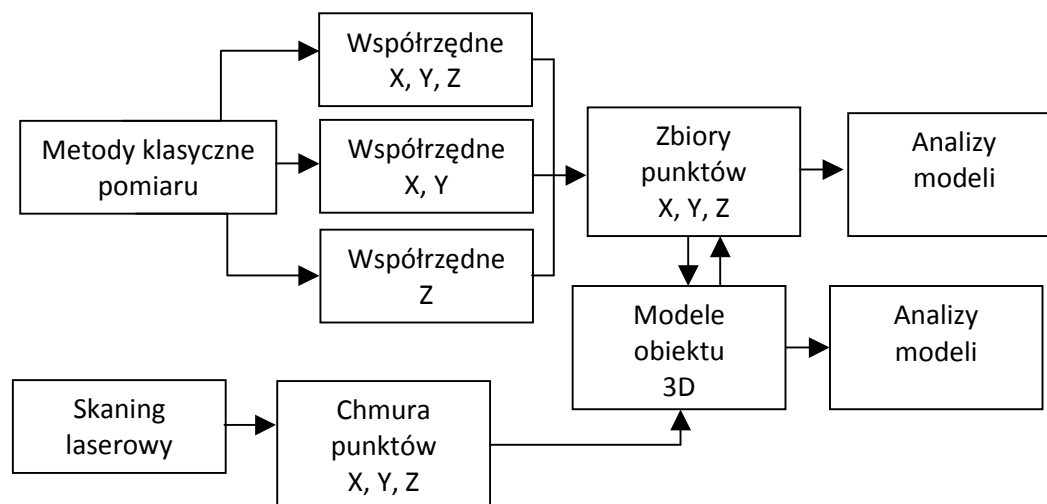 Metody klasyczne
pomiaru
Współrzędne
X, Y, Z
Współrzędne
X, Y
Współrzędne
Z
Zbiory
punktów
X, Y, Z
Analizy
modeli
Modele
obiektu
3D
Analizy
modeli
Skaning
laserowy
Chmura
punktów
X, Y, Z